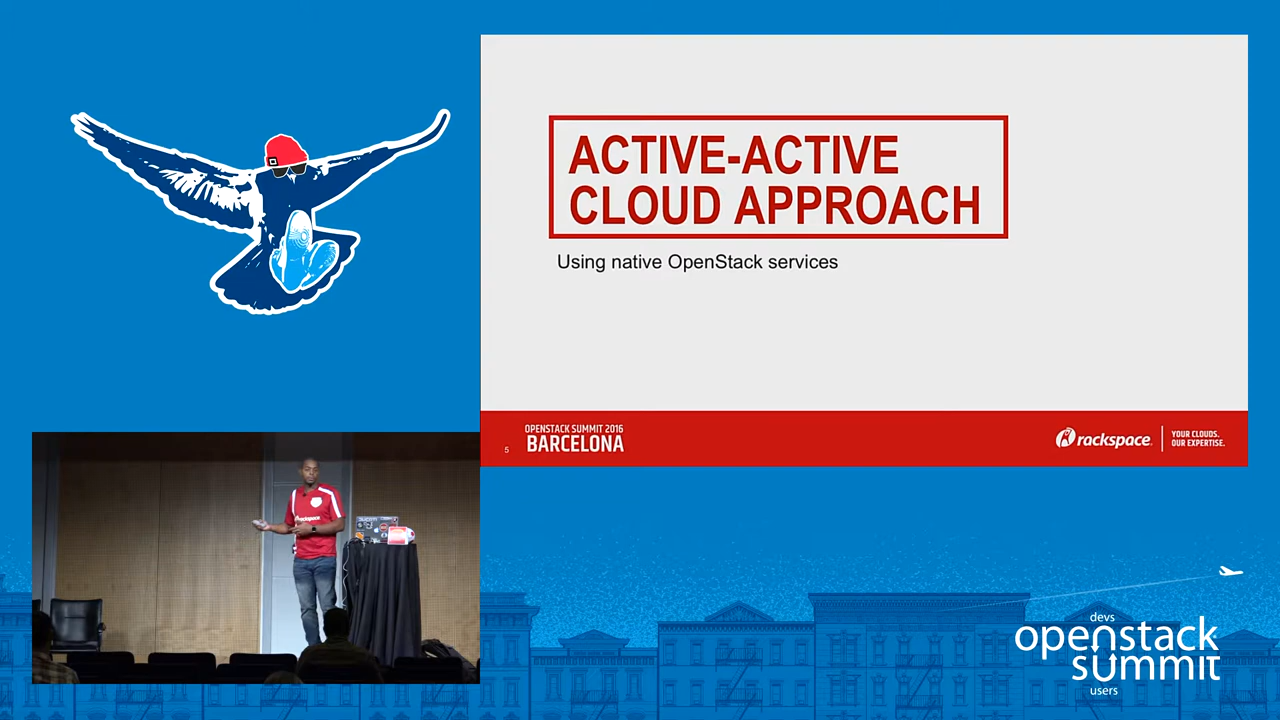 ACTIVE-ACTIVE
CLOUD APPROACH
Using native OpenStack services
5
OPENSTACK SUMMIT 2016
BARCELONA
rackspace.
YOUR CLOUDS.
OUR EXPERTISE.
rackspace
devs
openstack
summit
users